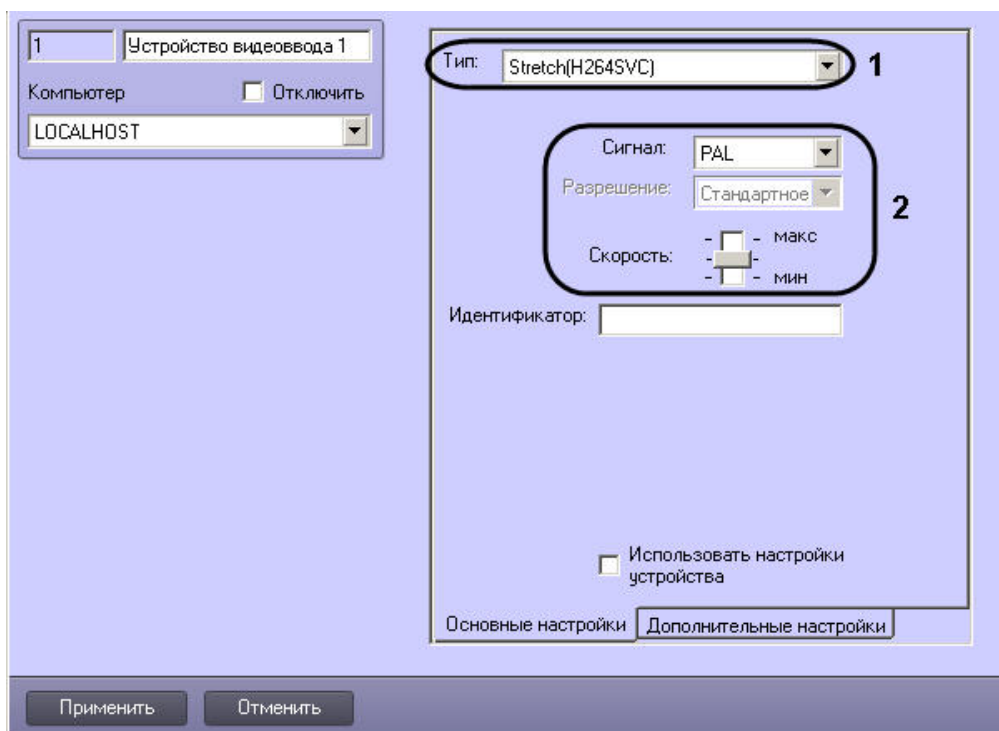 1 Устройство видеоввода 1
Компьютер Отключить
LOCALHOST
Тип: Stretch(H264SVC) 1
Сигнал: PAL
Разрешение: Стандартное
2
Скорость: - - макс
- -
- - мин
Идентификатор:
Использовать настройки
устройства
Основные настройки Дополнительные настройки
Применить Отменить